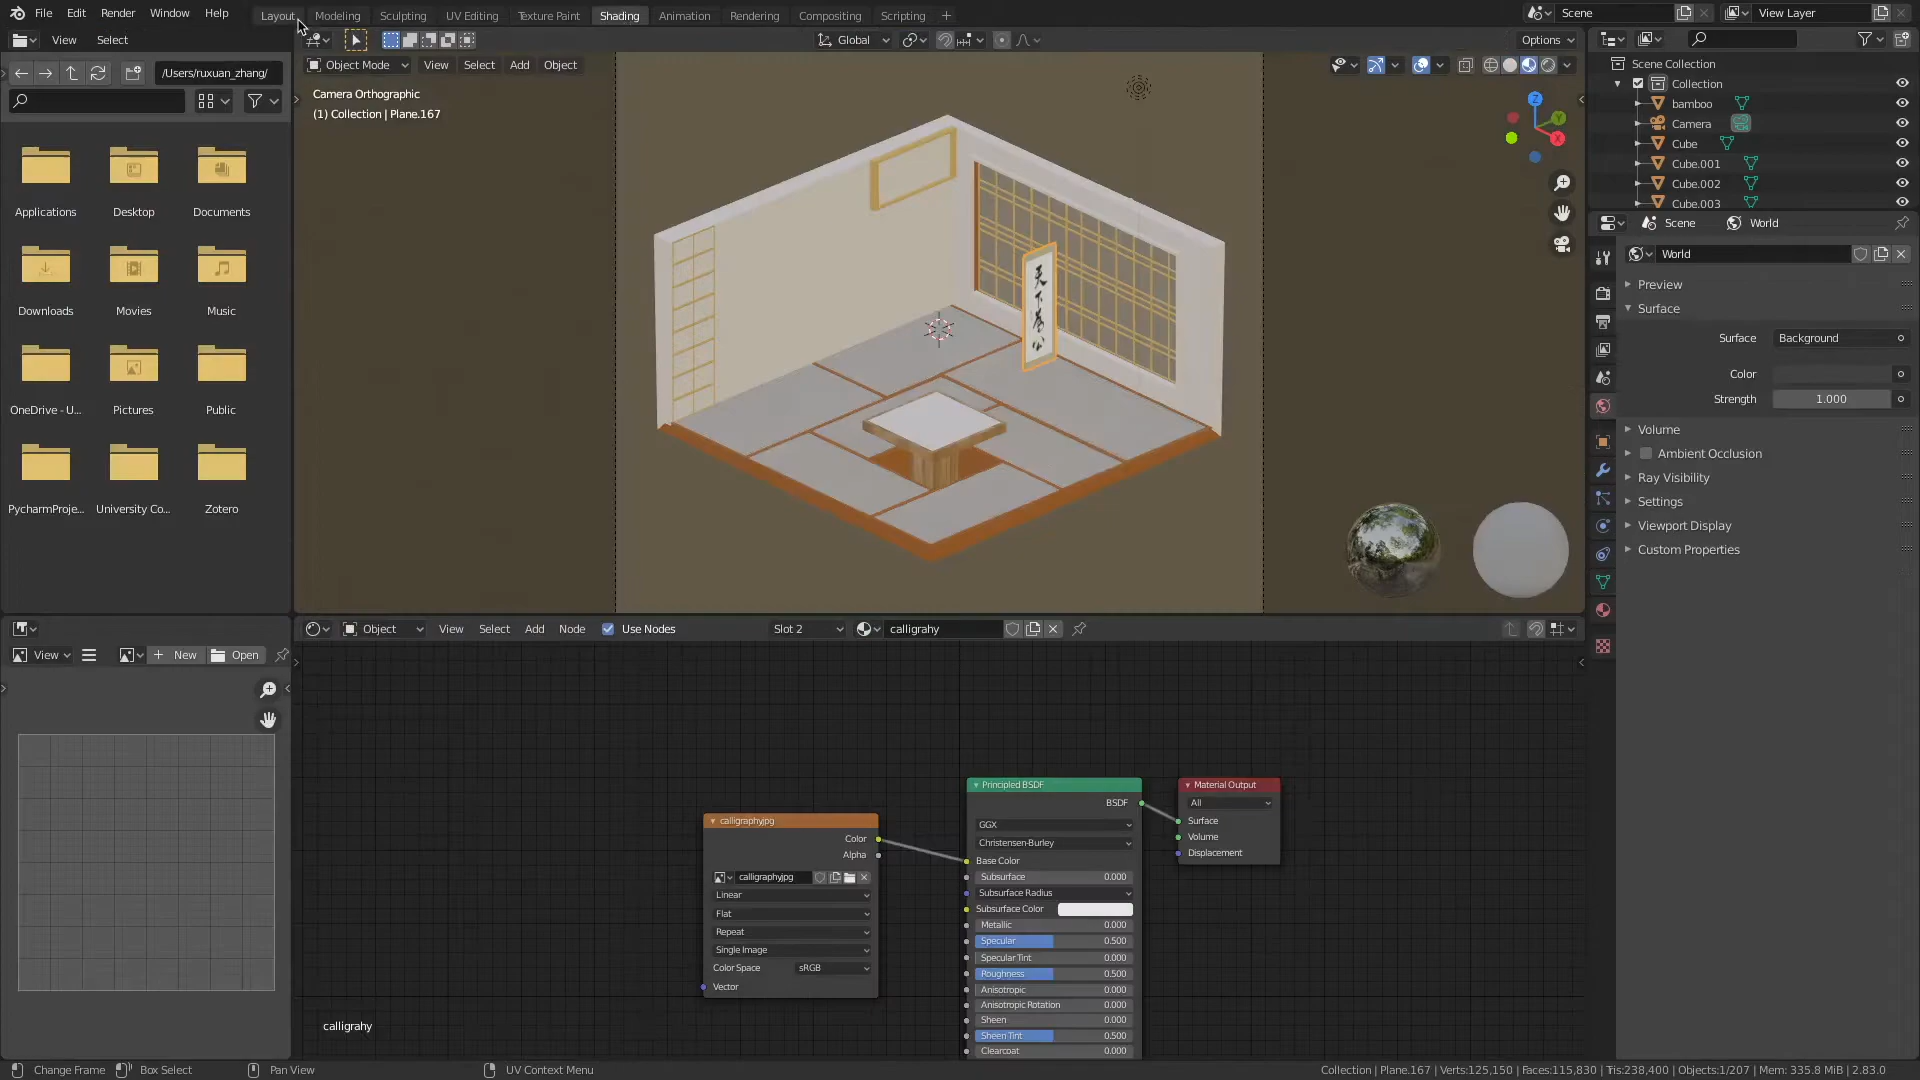 File Edit Render Window Help
Layout Modeling Sculpting UV Editing Texture Paint Shading Animation Rendering Compositing Scripting +
Scene
View Layer
View Select
Global
Options
/Users/ruxuan_zhang/
Object Mode View Select Add Object
Camera Orthographic
(1) Collection | Plane.167
Z
Y
X
天下為公
Applications Desktop Documents
Downloads Movies Music
OneDrive - U... Pictures Public
PycharmProje... University Co... Zotero
Scene Collection
Collection
bamboo
Camera
Cube
Cube.001
Cube.002
Cube.003
Scene World
World
Preview
Surface
Surface Background
Color
Strength 1.000
Volume
Ambient Occlusion
Ray Visibility
Settings
Viewport Display
Custom Properties
Object View Select Add Node Use Nodes Slot 2 calligrahy
View New Open
calligraphyjpg
Color
Alpha
calligraphyjpg
Linear
Flat
Repeat
Single Image
Color Space sRGB
Vector
Principled BSDF
BSDF
GGX
Christensen-Burley
Base Color
Subsurface 0.000
Subsurface Radius
Subsurface Color
Metallic 0.000
Specular 0.500
Specular Tint 0.000
Roughness 0.500
Anisotropic 0.000
Anisotropic Rotation 0.000
Sheen 0.000
Sheen Tint 0.500
Clearcoat 0.000
Material Output
All
Surface
Volume
Displacement
calligrahy
Change Frame Box Select Pan View UV Context Menu
Collection | Plane.167 | Verts:125,150 | Faces:115,830 | Tris:238,400 | Objects:1/207 | Mem: 335.8 MiB | 2.83.0